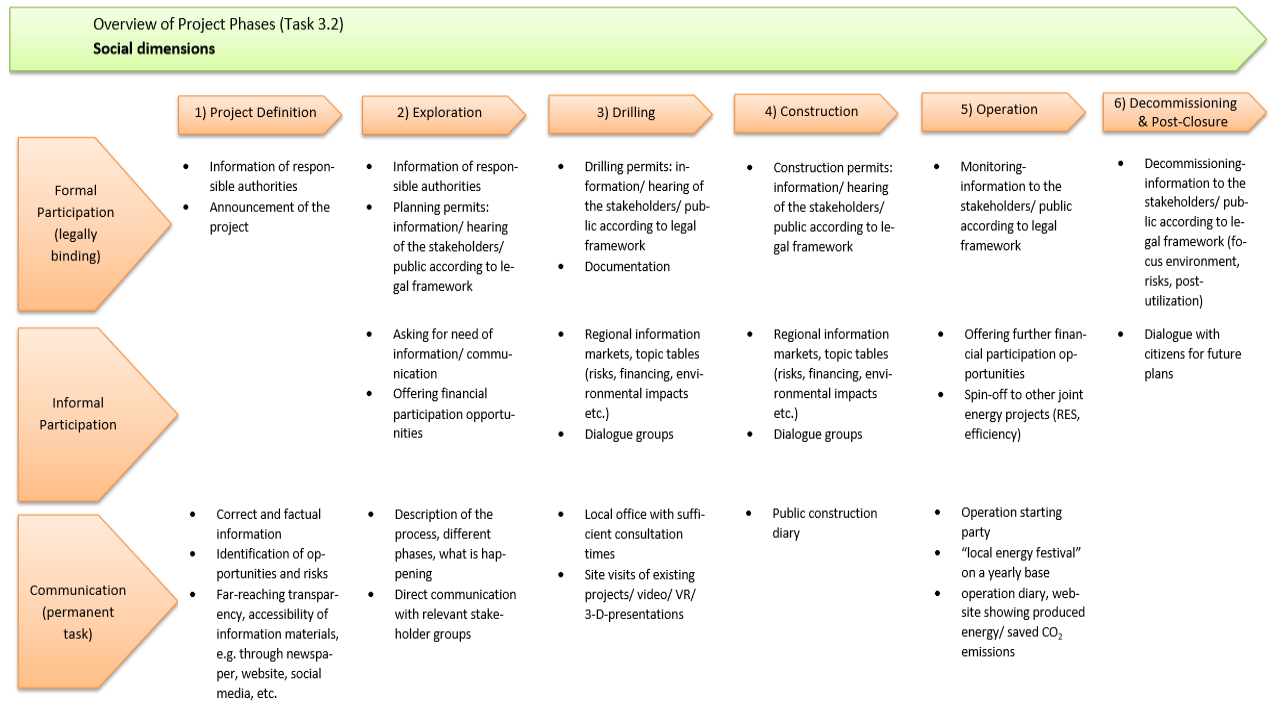 Overview of Project Phases (Task 3.2)
Social dimensions
1) Project Definition
2) Exploration
3) Drilling
4) Construction
5) Operation
6) Decommissioning
& Post-Closure
Formal
Participation
(legally
binding)
• Information of respon-
sible authorities
• Announcement of the
project
• Information of respon-
sible authorities
• Planning permits:
information/ hearing
of the stakeholders/
public according to le-
gal framework
• Drilling permits: in-
formation/ hearing of
the stakeholders/ pub-
lic according to legal
framework
• Documentation
• Construction permits:
information/ hearing
of the stakeholders/
public according to le-
gal framework
• Monitoring-
information to the
stakeholders/ public
according to legal
framework
• Decommissioning-
information to the
stakeholders/ pub-
lic according to le-
gal framework (fo-
cus environment,
risks, post-
utilization)
Informal
Participation
• Asking for need of
information/ commu-
nication
• Offering financial
participation opportu-
nities
• Regional information
markets, topic tables
(risks, financing, envi-
ronmental impacts
etc.)
• Dialogue groups
• Regional information
markets, topic tables
(risks, financing, envi-
ronmental impacts
etc.)
• Dialogue groups
• Offering further finan-
cial participation op-
portunities
• Spin-off to other joint
energy projects (RES,
efficiency)
• Dialogue with
citizens for future
plans
Communication
(permanent
task)
• Correct and factual
information
• Identification of op-
portunities and risks
• Far-reaching transpar-
ency, accessibility of
information materials,
e.g. through newspa-
per, website, social
media, etc.
• Description of the
process, different
phases, what is hap-
pening
• Direct communication
with relevant stake-
holder groups
• Local office with suffi-
cient consultation
times
• Site visits of existing
projects/ video/ VR/
3-D-presentations
• Public construction
diary
• Operation starting
party
• “local energy festival”
on a yearly base
• operation diary, web-
site showing produced
energy/ saved CO₂
emissions